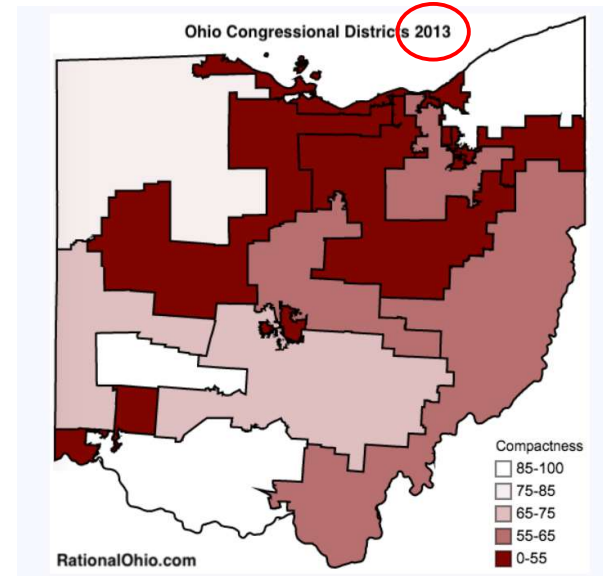 Ohio Congressional Districts 2013
Compactness
85-100
75-85
65-75
55-65
0-55
RationalOhio.com